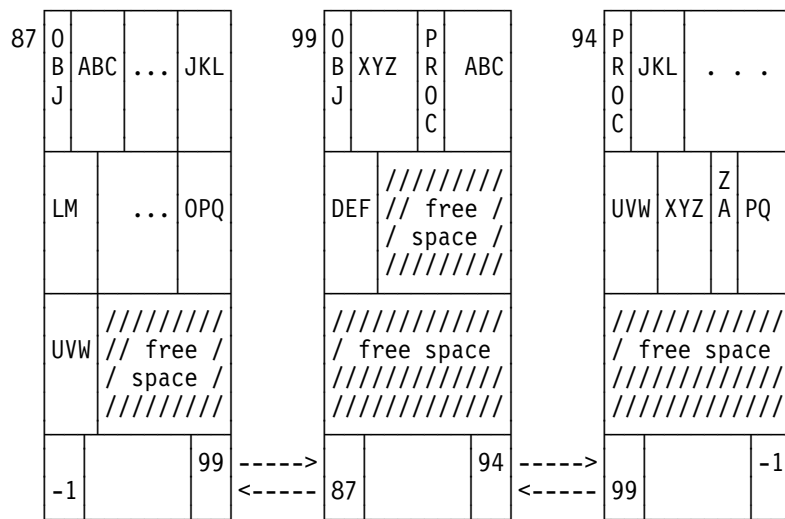 87 O B J ABC ... JKL 99 O B J XYZ P R O C ABC 94 P R O C JKL . . .
LM ... OPQ DEF ///////// // free / / space / ///////// UVW XYZ Z A PQ
UVW ///////// // free / / space / ///////// ///////////// / free space ///////////// ///////////// ///////////// / free space ///////////// /////////////
99 -----> 94 -----> -1
-1 <----- 87 <----- 99